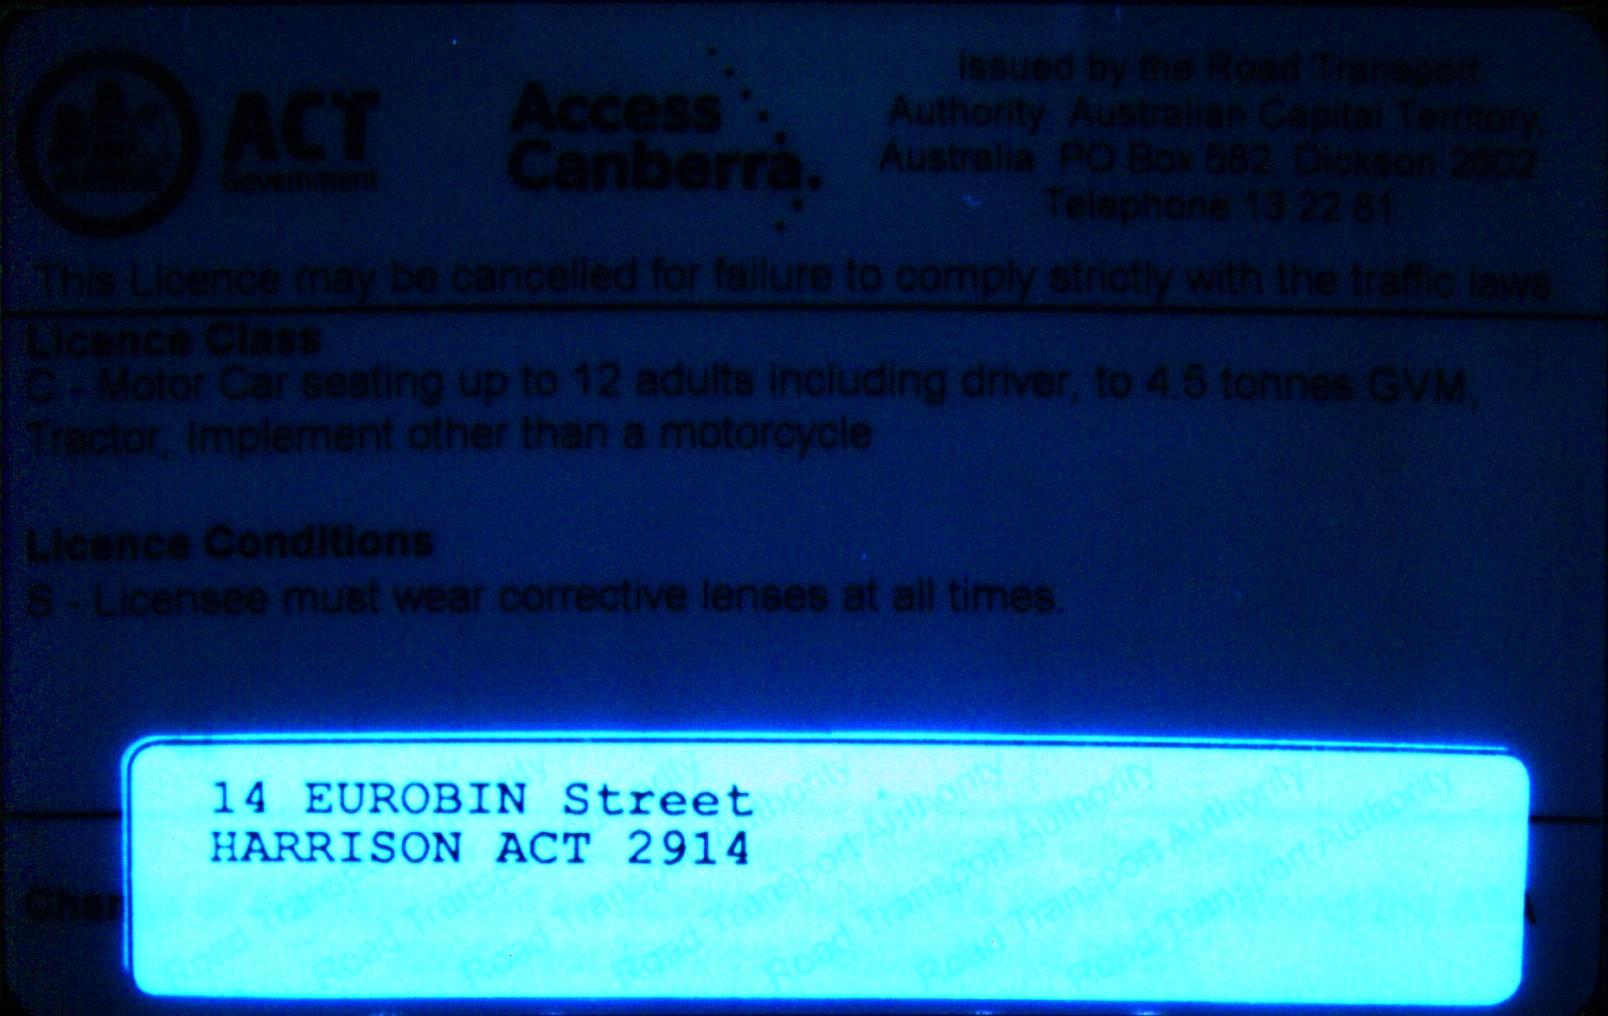 ACT
Government
Access
Canberra.
Issued by the Road Transport
Authority Australian Capital Territory,
Australia PO Box 582 Dickson 2602
Telephone 13 22 81
This Licence may be cancelled for failure to comply strictly with the traffic laws
Licence Class
C - Motor Car seating up to 12 adults including driver, to 4.5 tonnes GVM,
Tractor, Implement other than a motorcycle
Licence Conditions
S - Licensee must wear corrective lenses at all times.
14 EUROBIN Street
HARRISON ACT 2914
Road Transport Authority
Road Transport Authority
Road Transport Authority
Road Transport Authority
Road Transport Authority
Road Transport Authority
Road Transport Authority